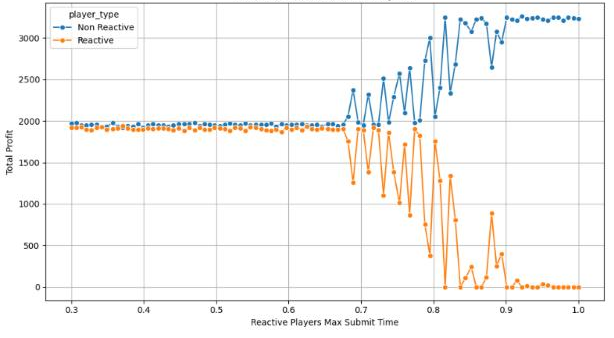 player_type
Non Reactive
Reactive
Total Profit
3000
2500
2000
1500
1000
500
0
0.3 0.4 0.5 0.6 0.7 0.8 0.9 1.0
Reactive Players Max Submit Time